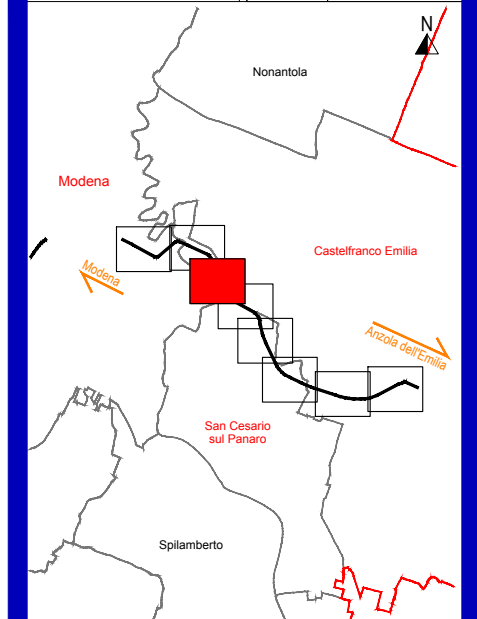 N
Nonantola
Modena
Castelfranco Emilia
Modena
Anzola dell'Emilia
San Cesario
sul Panaro
Spilamberto